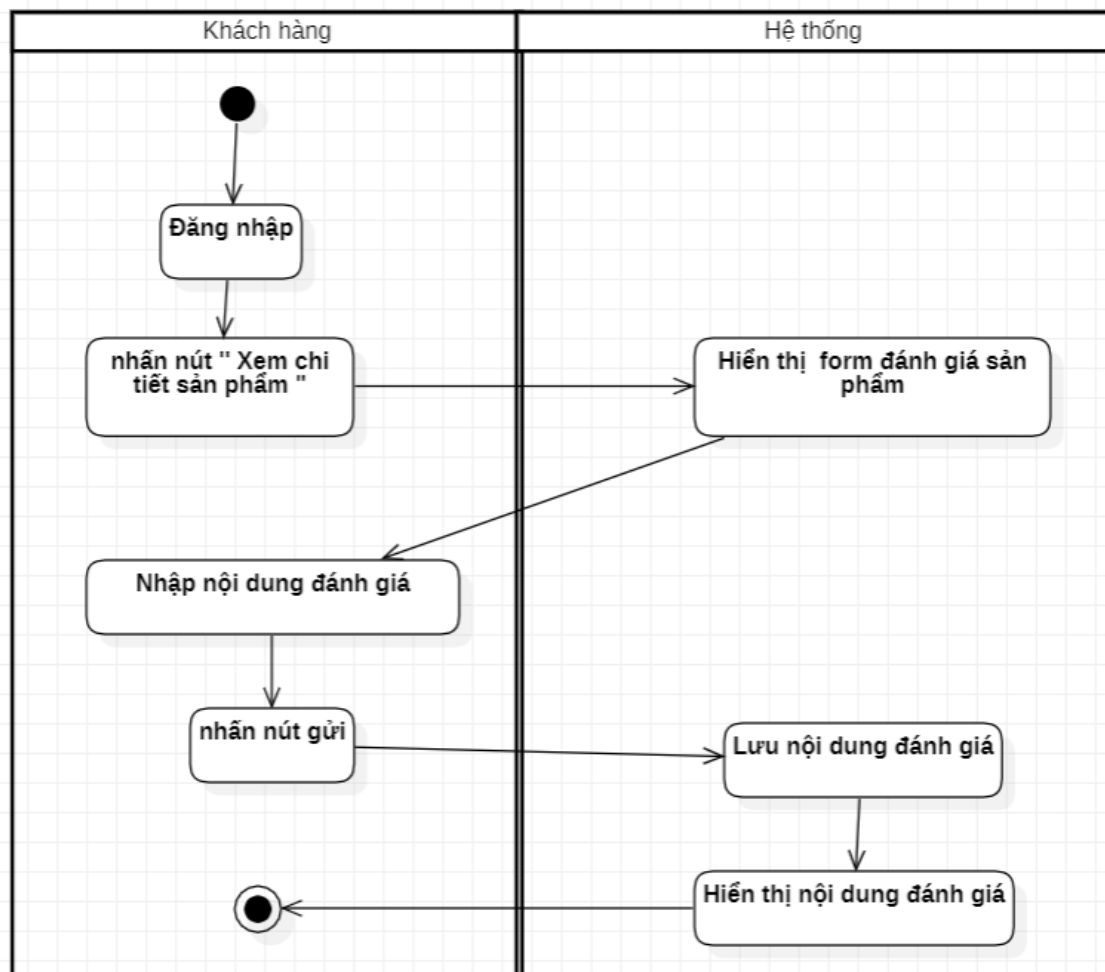 Khách hàng
Hệ thống
Đăng nhập
nhấn nút " Xem chi
tiết sản phẩm "
Hiển thị form đánh giá sản
phẩm
Nhập nội dung đánh giá
nhấn nút gửi
Lưu nội dung đánh giá
Hiển thị nội dung đánh giá